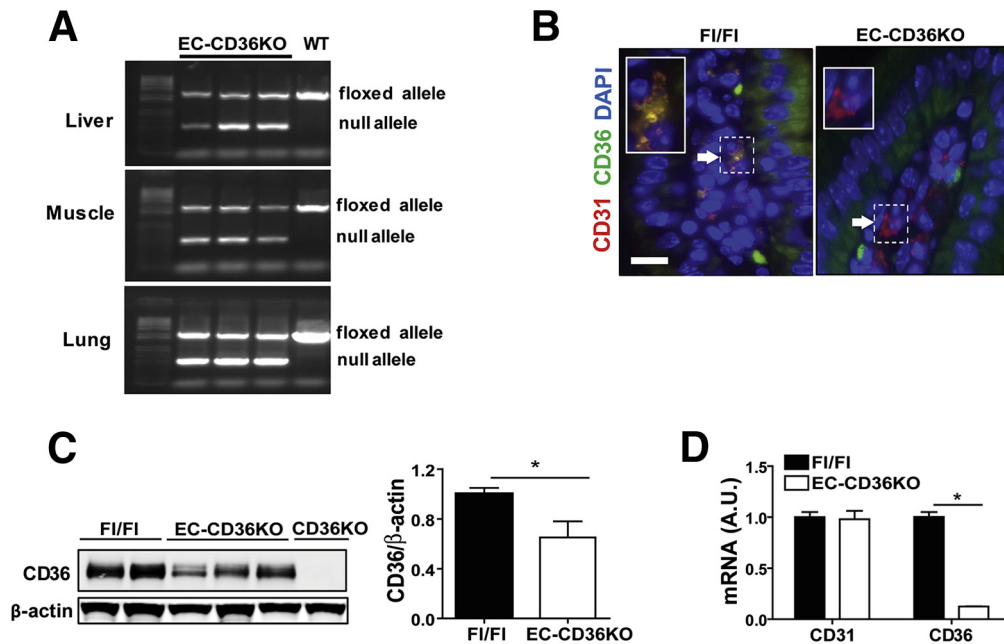 A
EC-CD36KO WT
Liver
floxed allele
null allele
Muscle
floxed allele
null allele
Lung
floxed allele
null allele
B
Fl/Fl EC-CD36KO
CD31 CD36 DAPI
C
Fl/Fl EC-CD36KO CD36KO
CD36
β-actin
CD36/β-actin
1.2
0.8
0.4
0.0
*
Fl/Fl EC-CD36KO
D
Fl/Fl
EC-CD36KO
mRNA (A.U.)
1.5
1.0
0.5
0.0
*
CD31 CD36